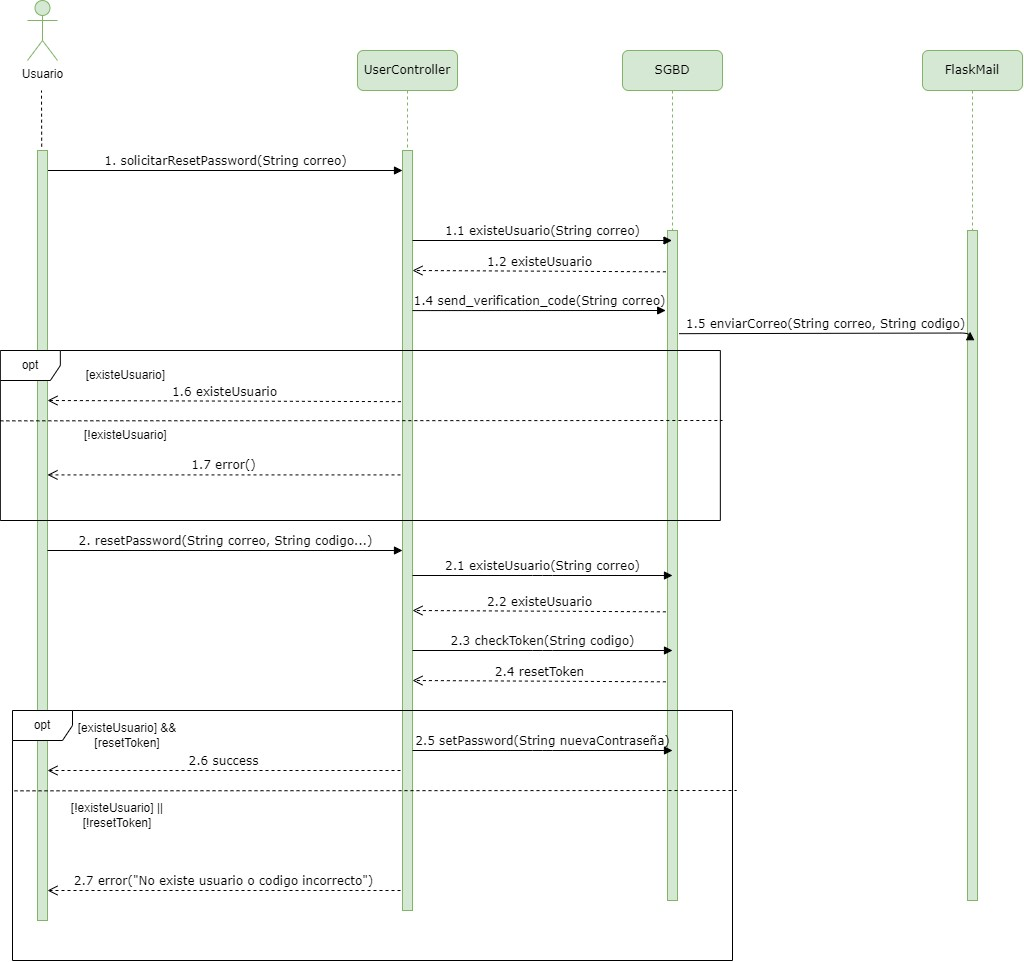 Usuario
UserController
SGBD
FlaskMail
1. solicitarResetPassword(String correo)
1.1 existeUsuario(String correo)
1.2 existeUsuario
1.4 send_verification_code(String correo)
1.5 enviarCorreo(String correo, String codigo)
opt
[existeUsuario]
1.6 existeUsuario
[!existeUsuario]
1.7 error()
2. resetPassword(String correo, String codigo...)
2.1 existeUsuario(String correo)
2.2 existeUsuario
2.3 checkToken(String codigo)
2.4 resetToken
opt
[existeUsuario] &&
[resetToken]
2.5 setPassword(String nuevaContraseña)
2.6 success
[!existeUsuario] ||
[!resetToken]
2.7 error("No existe usuario o codigo incorrecto")